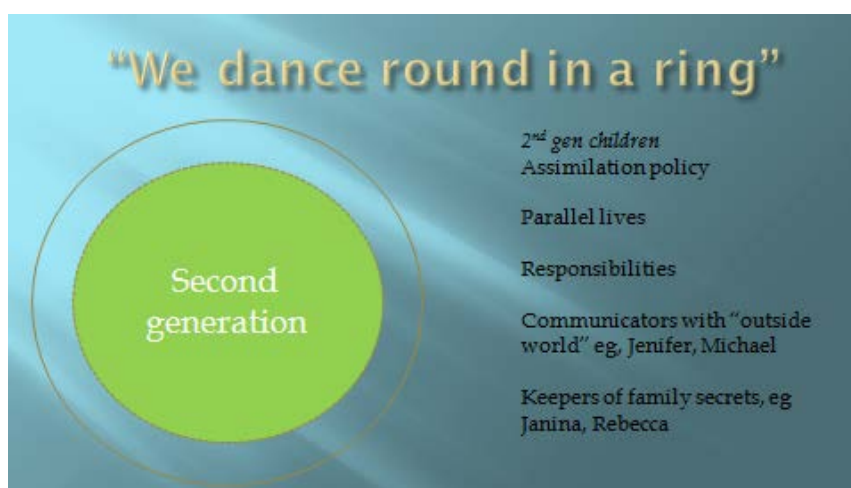 “We dance round in a ring”
Second
generation
2nd gen children
Assimilation policy
Parallel lives
Responsibilities
Communicators with “outside
world” eg, Jenifer, Michael
Keepers of family secrets, eg
Janina, Rebecca